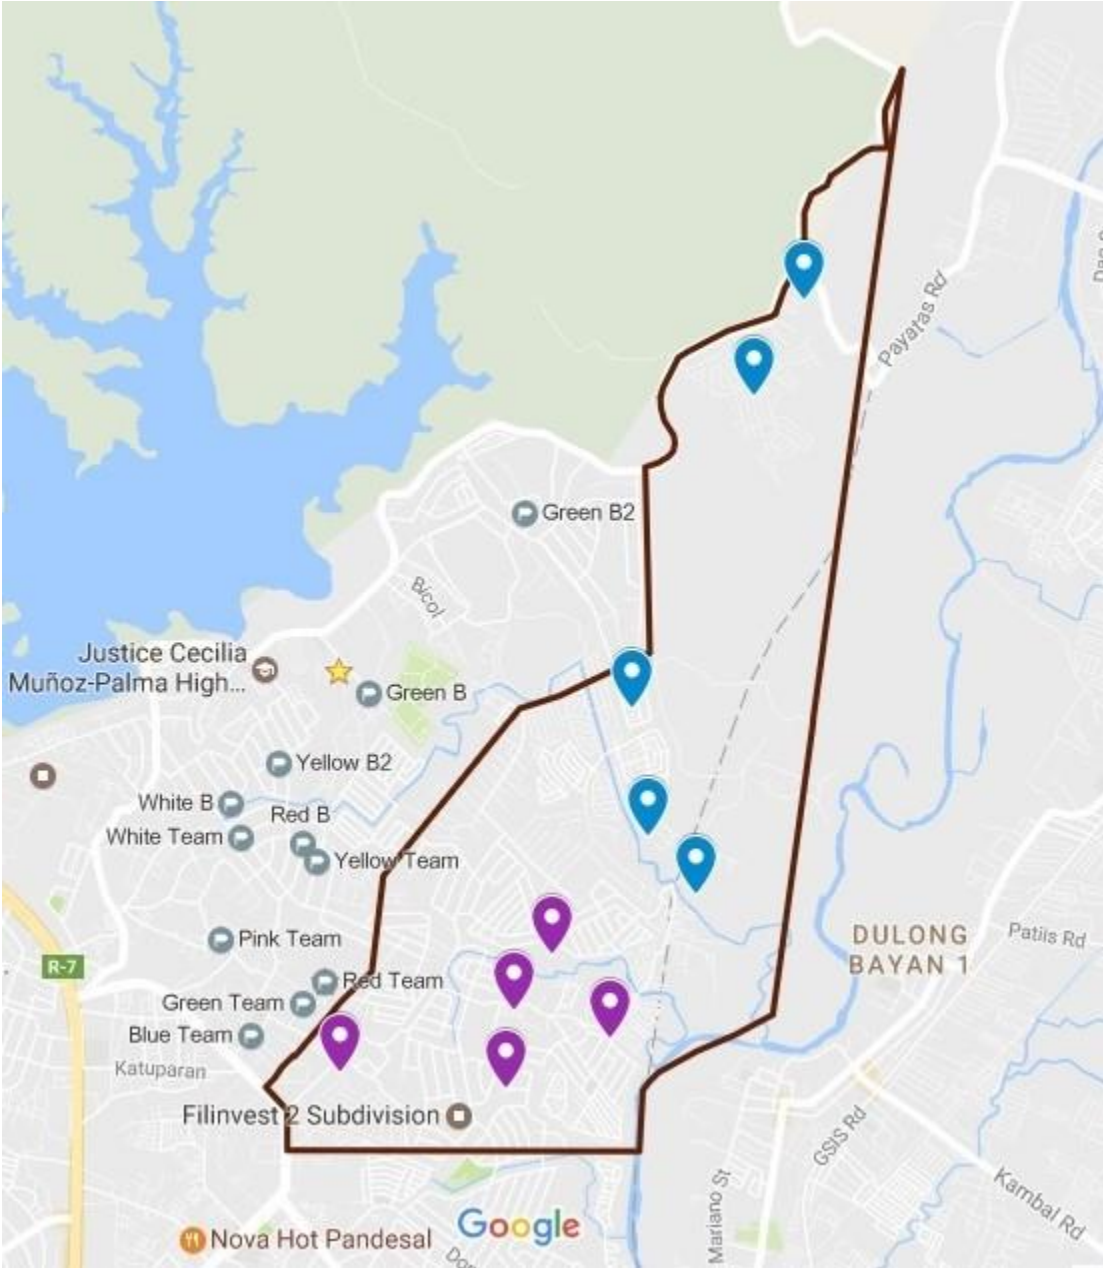 Payatas Rd
Green B2
Bicol
Justice Cecilia
Muñoz-Palma High...
Green B
Yellow B2
White B
Red B
White Team
Yellow Team
Pink Team
DULONG
BAYAN 1
Patiis Rd
R-7
Red Team
Green Team
Blue Team
Katuparan
Filinvest 2 Subdivision
GSIS Rd
Kambal Rd
Mariano St
Google
Nova Hot Pandesal